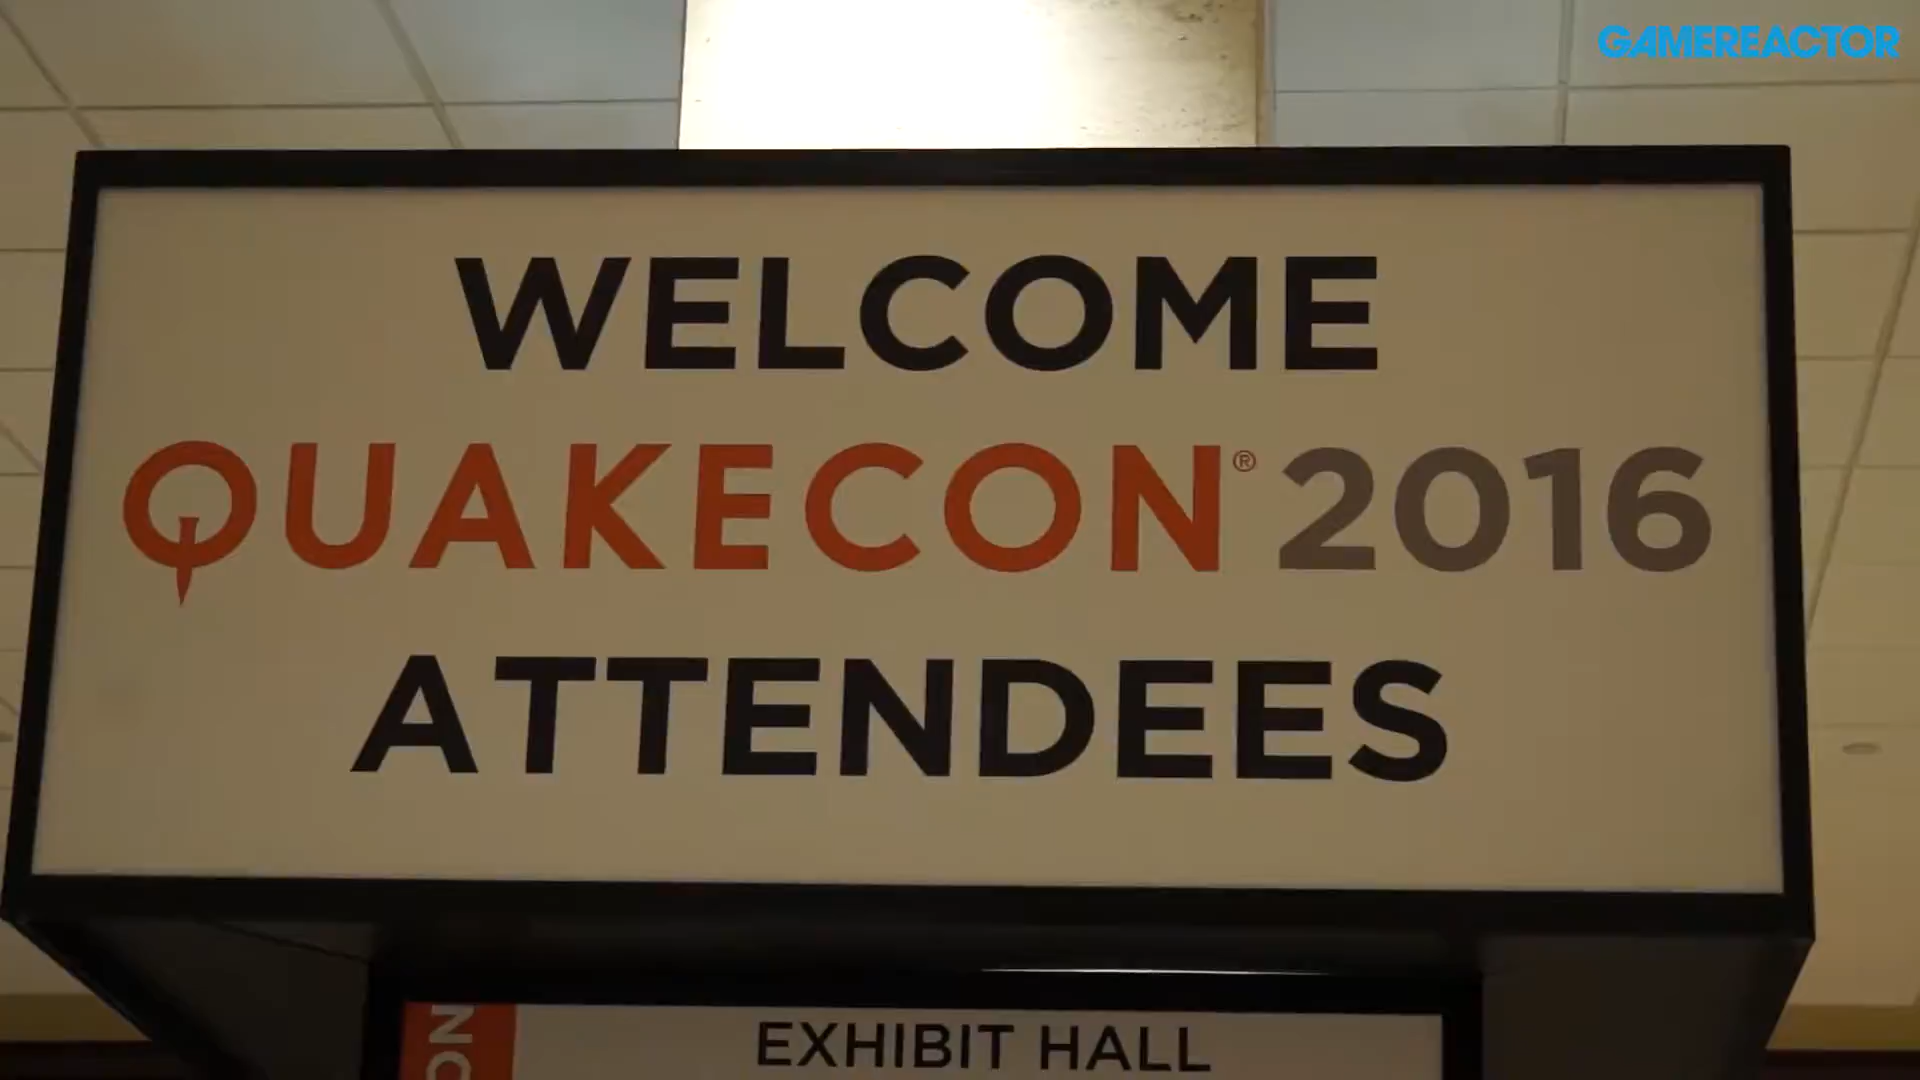 GAMEREACTOR
WELCOME
QUAKECON® 2016
ATTENDEES
EXHIBIT HALL